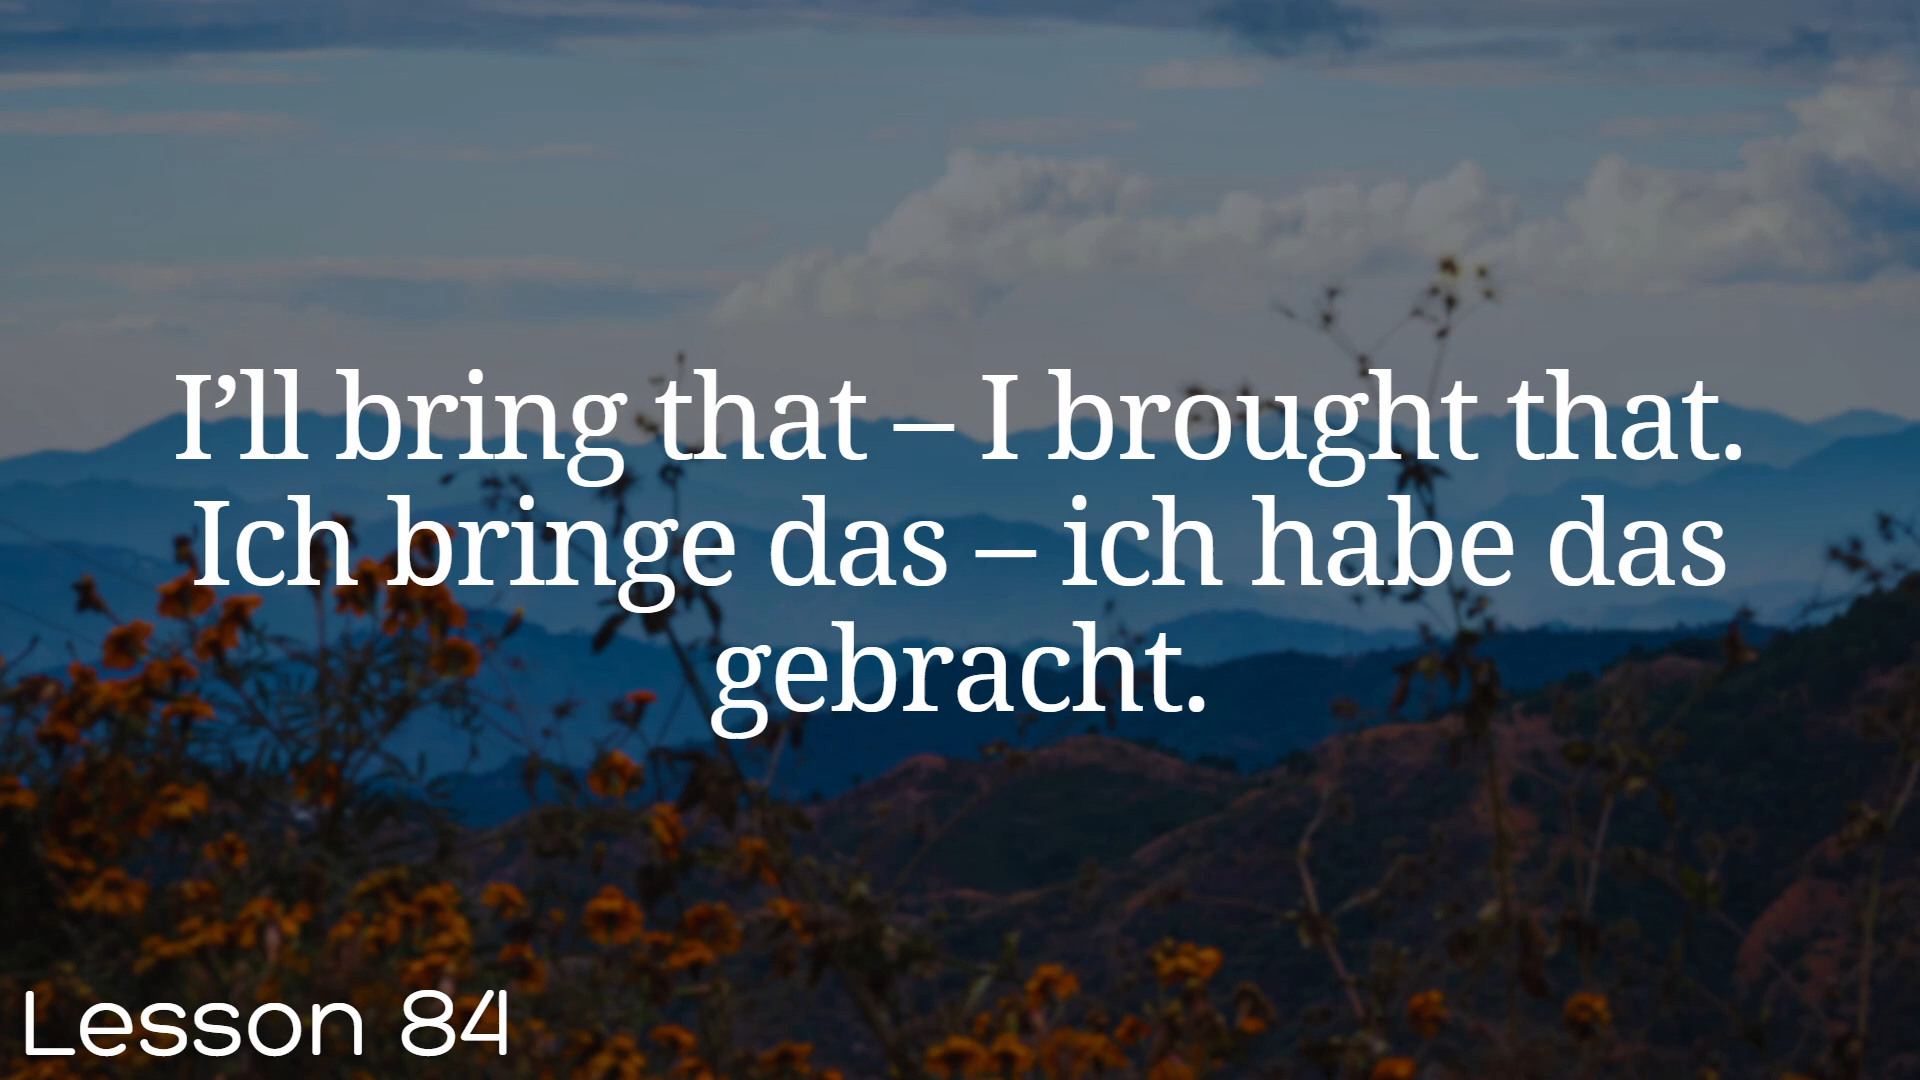 I’ll bring that – I brought that.
Ich bringe das – ich habe das
gebracht.
Lesson 84